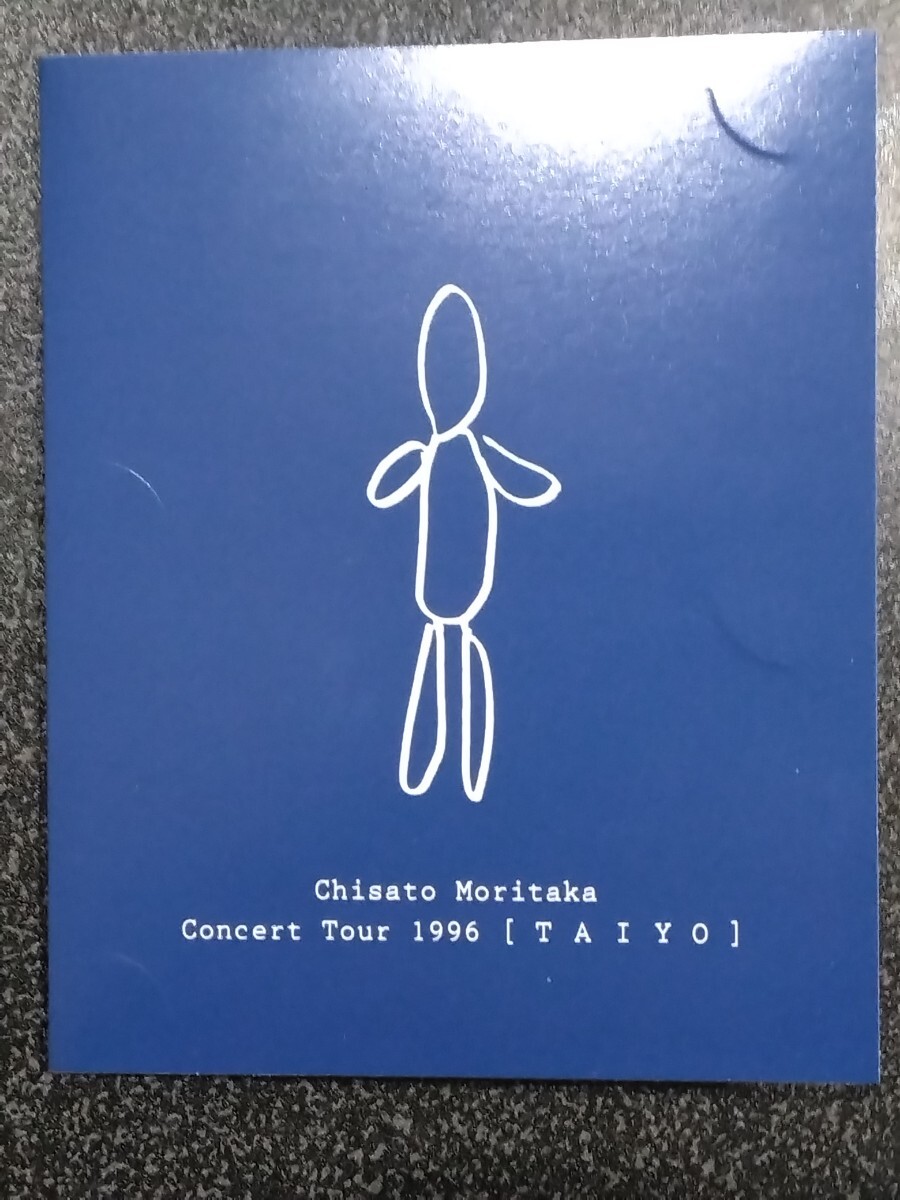 Chisato Moritaka
Concert Tour 1996 [ T A I Y O ]